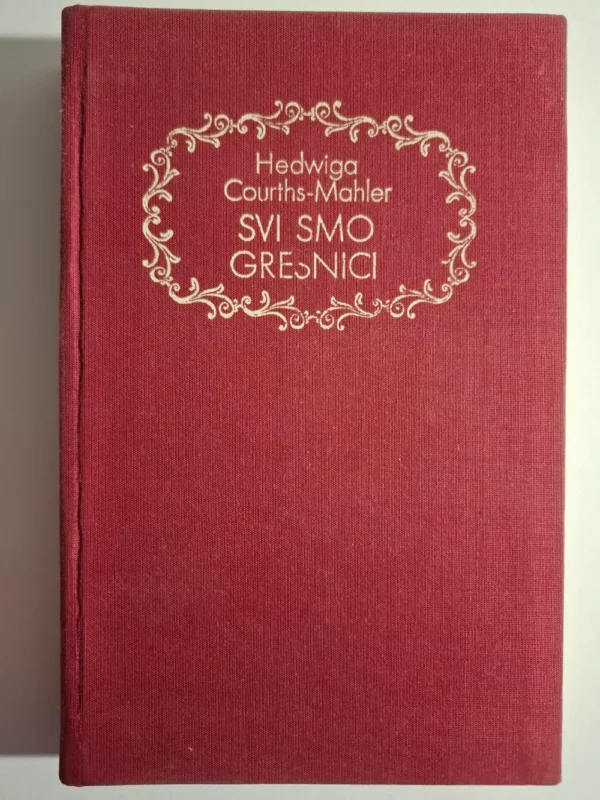 Hedwiga
Courths-Mahler
SVI SMO
GREŠNICI